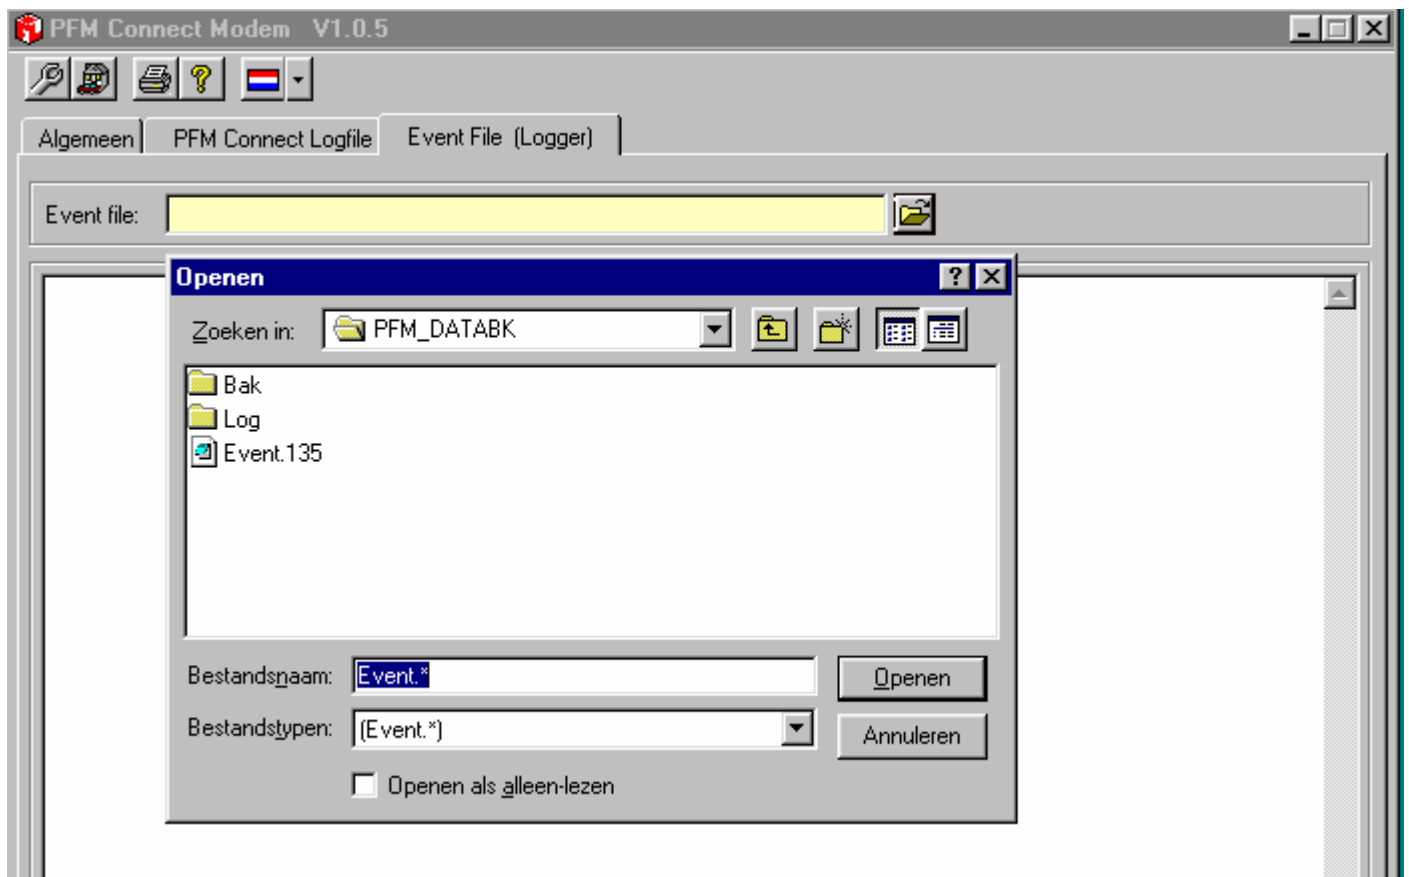 PFM Connect Modem V1.0.5
Algemeen PFM Connect Logfile Event File (Logger)
Event file:
Openen
Zoeken in: PFM_DATABK
Bak
Log
Event.135
Bestandsnaam: Event.* Openen
Bestandstypen: (Event.*) Annuleren
Openen als alleen-lezen